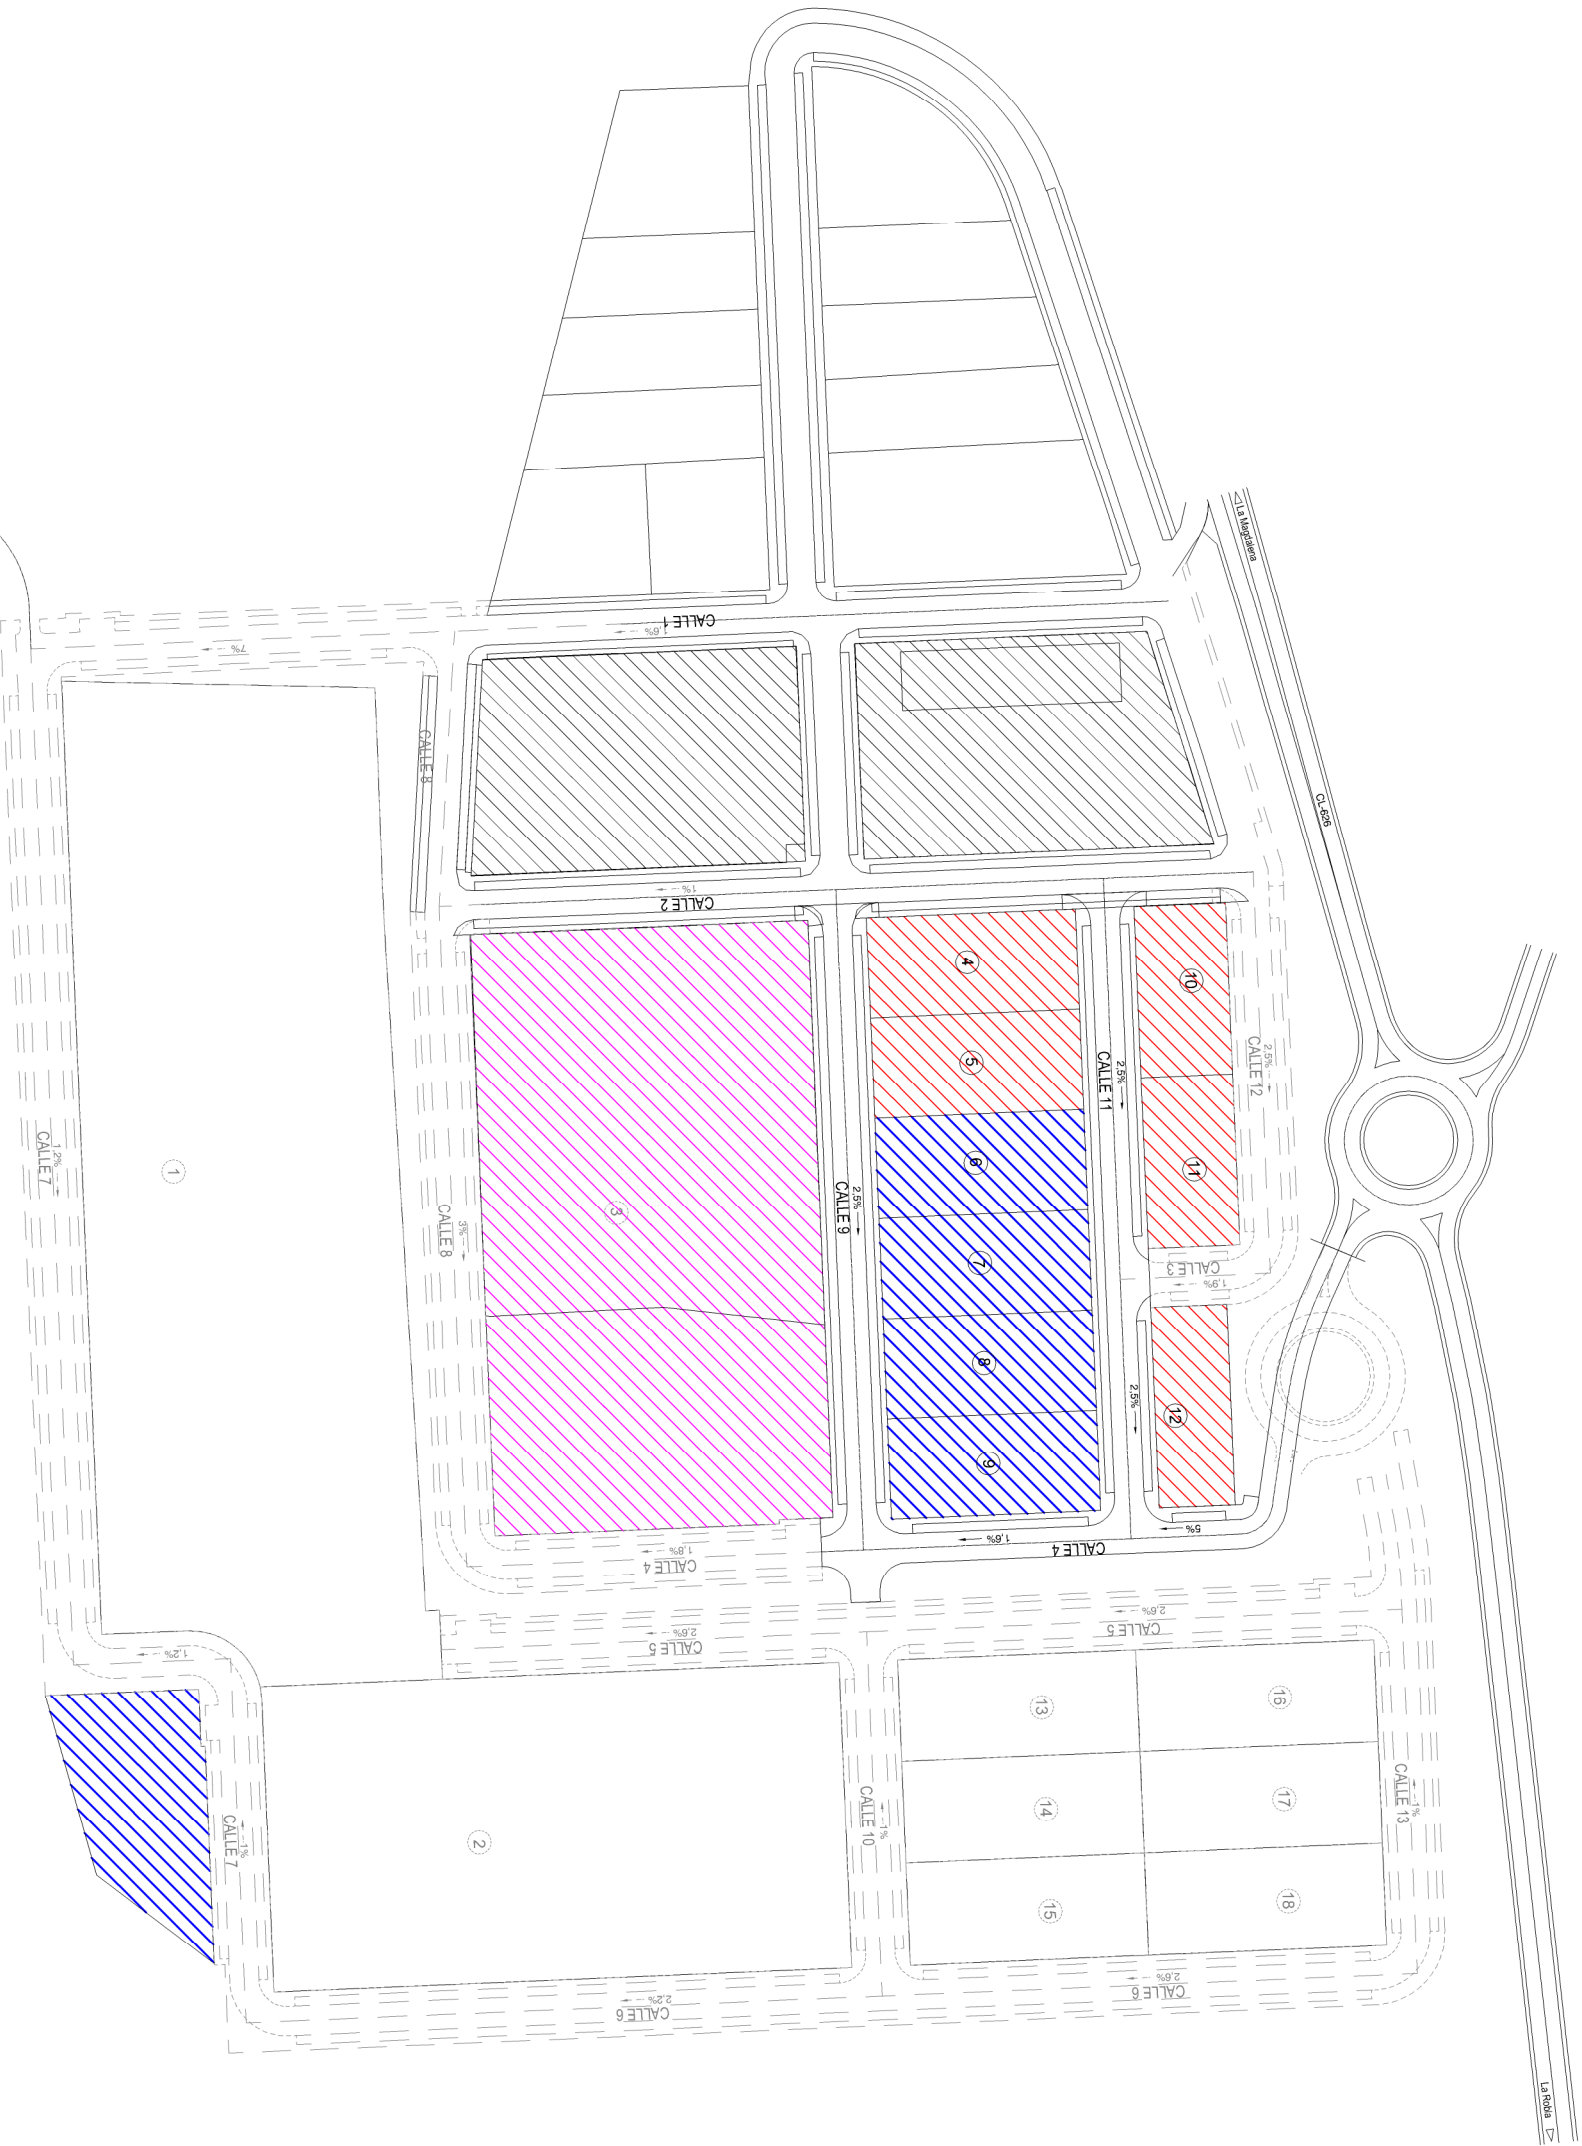 La Magdalena
CL-626
CALLE 1
1,6%
7%
CALLE 8
1%
CALLE 2
4
10
5
CALLE 11
2,5%
CALLE 12
2,5%
1
CALLE 7
1,2%
3
CALLE 8
3%
CALLE 9
2,5%
6
11
7
CALLE 3
1,9%
8
12
2,5%
9
5%
1,6%
CALLE 4
1,8%
CALLE 4
2,6%
CALLE 5
2,6%
CALLE 5
1,2%
13
16
14
17
CALLE 10
1%
CALLE 13
1%
CALLE 7
1%
2
15
18
2,6%
CALLE 6
2,2%
CALLE 6
La Robla